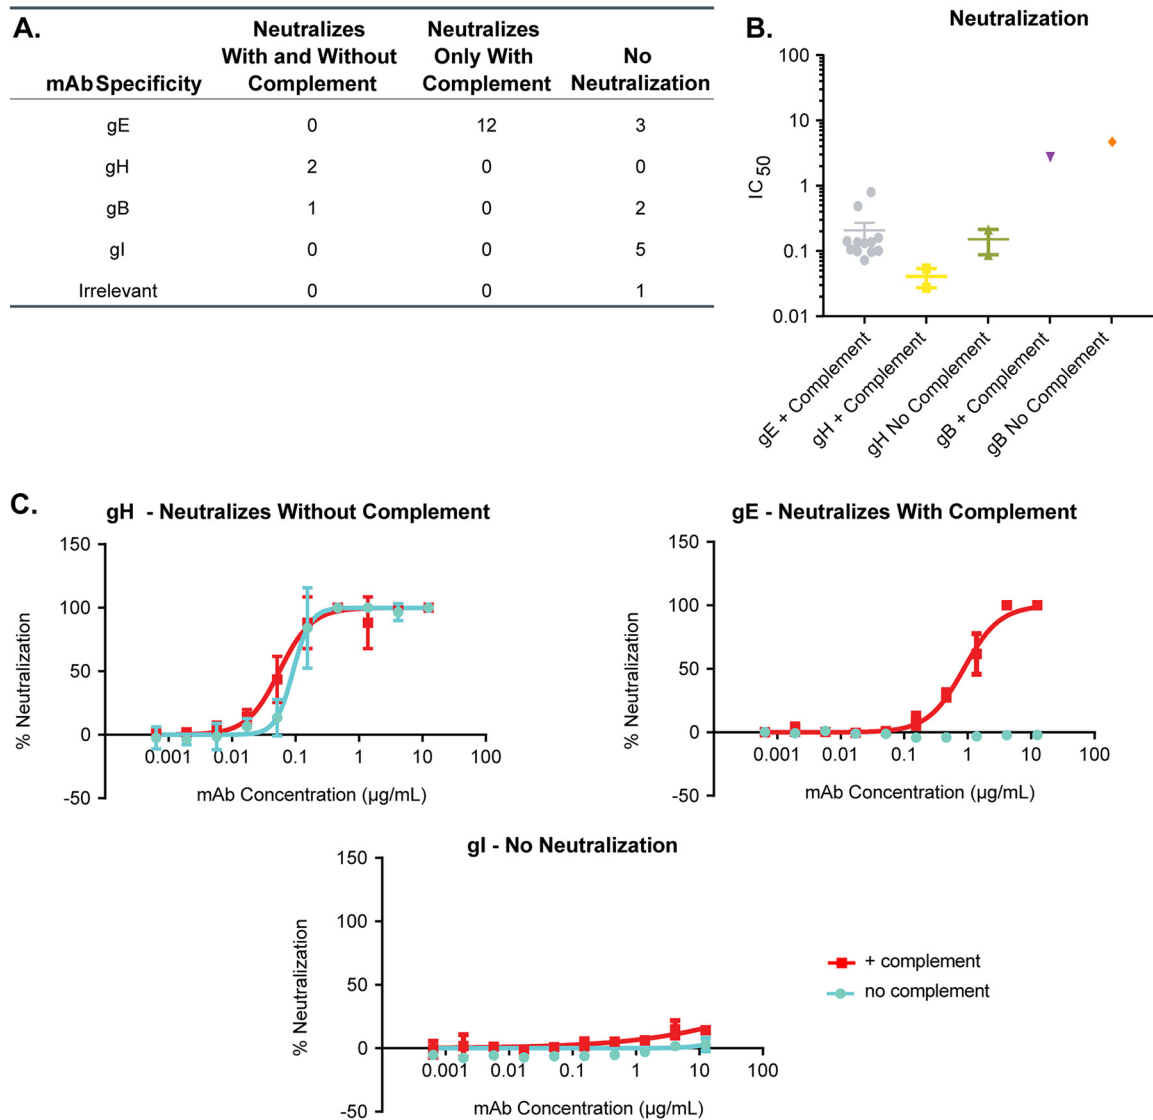 A.
mAb Specificity
Neutralizes
With and Without
Complement
Neutralizes
Only With
Complement
No
Neutralization
gE 0 12 3
gH 2 0 0
gB 1 0 2
gI 0 0 5
Irrelevant 0 0 1
B.
Neutralization
IC50
100
10
1
0.1
0.01
gE + Complement
gH + Complement
gH No Complement
gB + Complement
gB No Complement
C.
gH - Neutralizes Without Complement
% Neutralization
150
100
50
0
-50
0.001 0.01 0.1 1 10 100
mAb Concentration (µg/mL)
gE - Neutralizes With Complement
% Neutralization
150
100
50
0
-50
0.001 0.01 0.1 1 10 100
mAb Concentration (µg/mL)
gI - No Neutralization
% Neutralization
150
100
50
0
-50
0.001 0.01 0.1 1 10 100
mAb Concentration (µg/mL)
+ complement
no complement